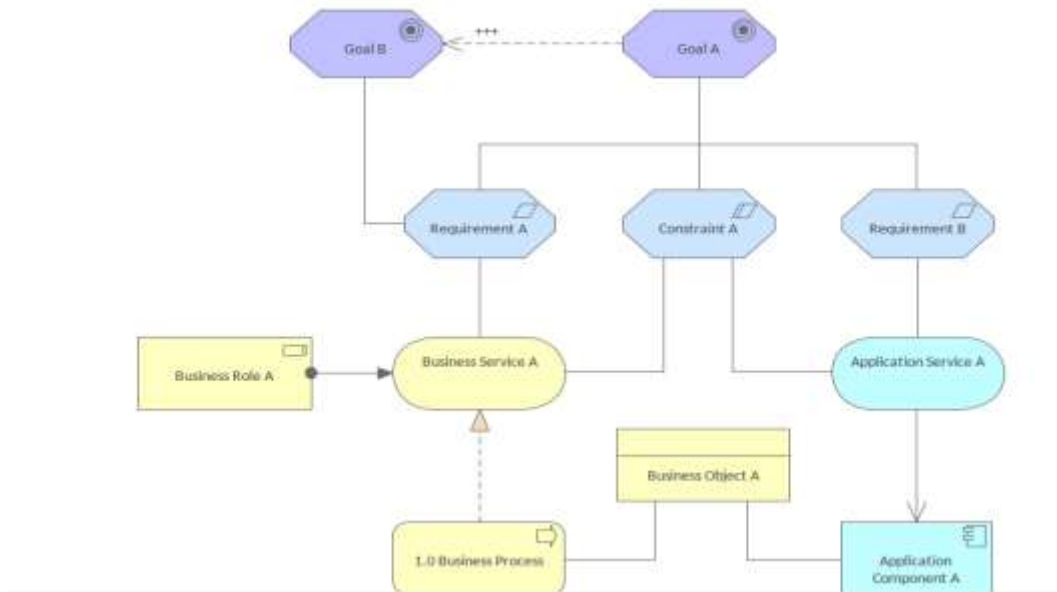 +++
Goal B
Goal A
Requirement A
Constraint A
Requirement B
Business Role A
Business Service A
Application Service A
Business Object A
1.0 Business Process
Application
Component A